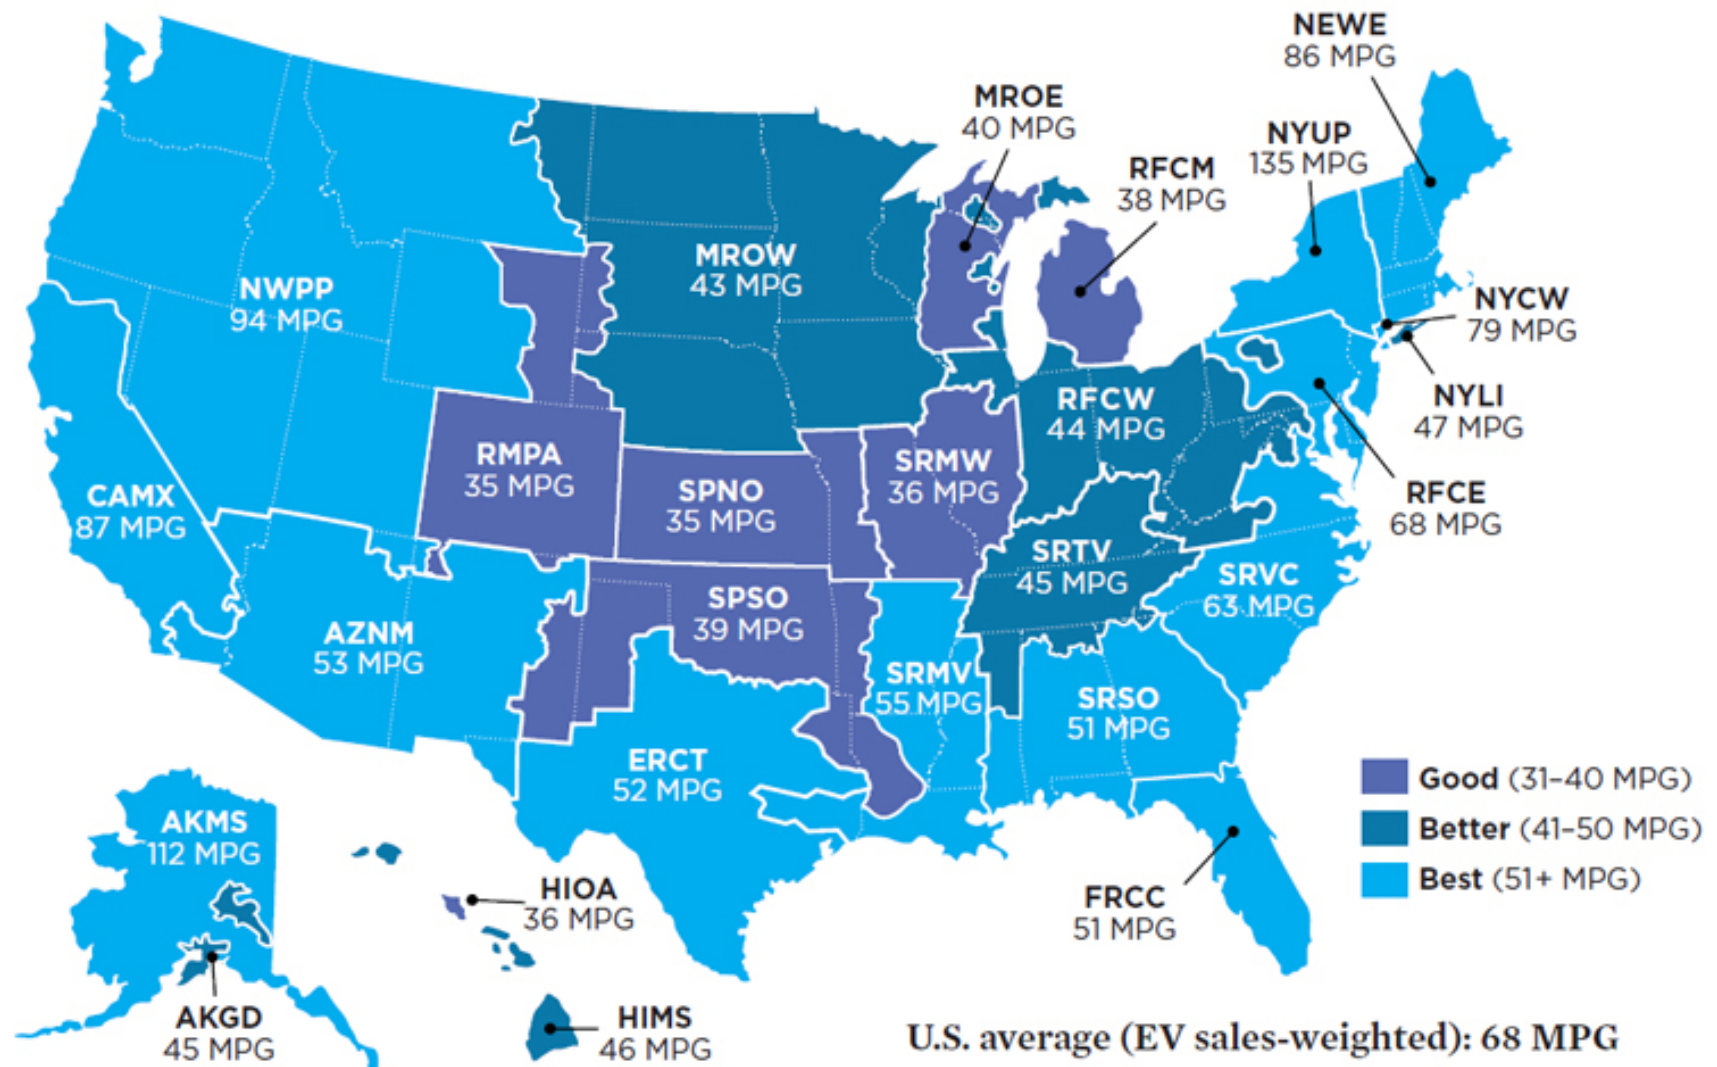 NEWE
86 MPG
MROE
40 MPG
NYUP
135 MPG
RFCM
38 MPG
MROW
43 MPG
NWPP
94 MPG
NYCW
79 MPG
NYLI
47 MPG
RFCW
44 MPG
RMPA
35 MPG
SPNO
35 MPG
SRMW
36 MPG
CAMX
87 MPG
RFCE
68 MPG
SRTV
45 MPG
SRVC
63 MPG
SPSO
39 MPG
AZNM
53 MPG
SRMV
55 MPG
SRSO
51 MPG
ERCT
52 MPG
Good (31–40 MPG)
Better (41–50 MPG)
Best (51+ MPG)
AKMS
112 MPG
HIOA
36 MPG
FRCC
51 MPG
AKGD
45 MPG
HIMS
46 MPG
U.S. average (EV sales-weighted): 68 MPG